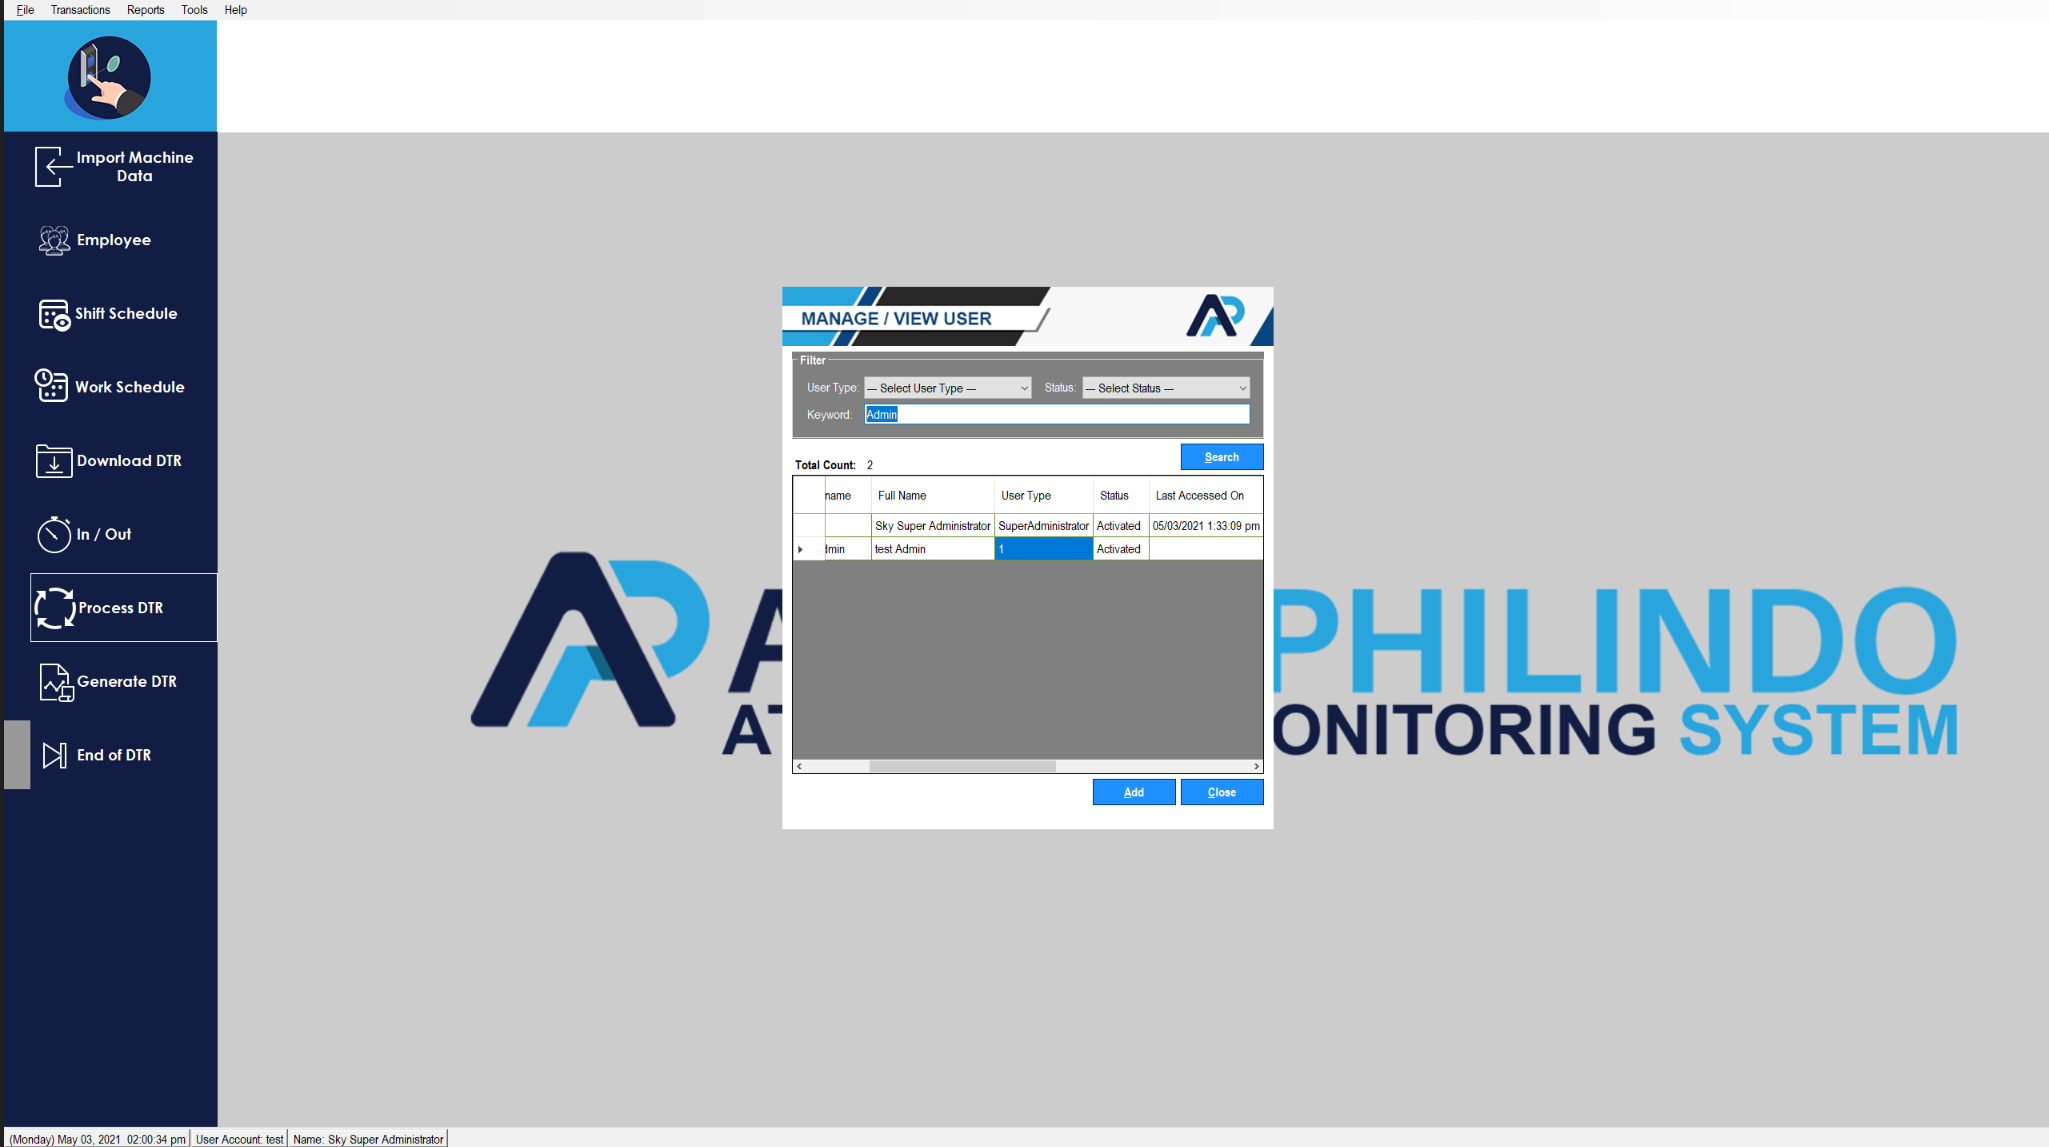 File Transactions Reports Tools Help
Import Machine
Data
Employee
Shift Schedule
Work Schedule
Download DTR
In / Out
Process DTR
Generate DTR
End of DTR
MANAGE / VIEW USER
Filter
User Type: --- Select User Type --- Status: --- Select Status ---
Keyword: Admin
Search
Total Count: 2
name Full Name User Type Status Last Accessed On
Sky Super Administrator SuperAdministrator Activated 05/03/2021 1:33:09 pm
dmin test Admin 1 Activated
Add Close
A PHILINDO
AT ONITORING SYSTEM
(Monday) May 03, 2021 02:00:34 pm User Account: test Name: Sky Super Administrator